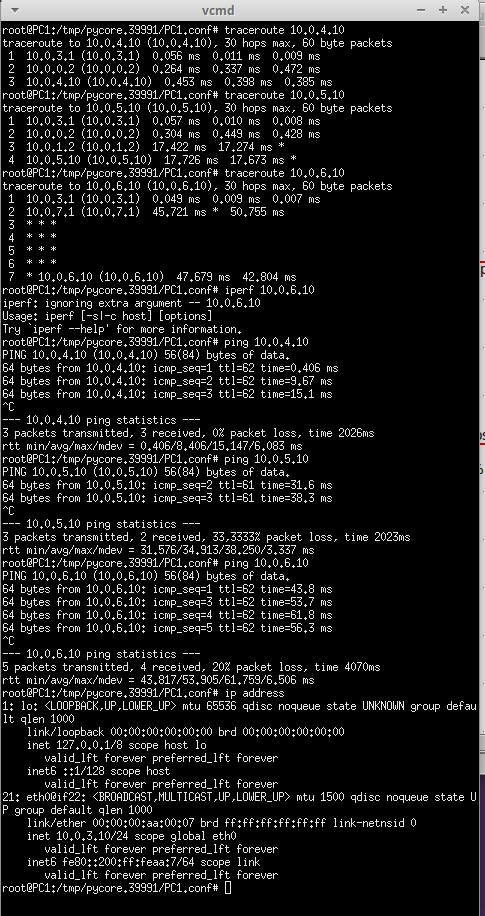 vcmd
root@PC1:/tmp/pycore.39991/PC1.conf# traceroute 10.0.4.10
traceroute to 10.0.4.10 (10.0.4.10), 30 hops max, 60 byte packets
1  10.0.3.1 (10.0.3.1)  0.056 ms  0.011 ms  0.009 ms
2  10.0.0.2 (10.0.0.2)  0.264 ms  0.337 ms  0.472 ms
3  10.0.4.10 (10.0.4.10)  0.453 ms  0.398 ms  0.385 ms
root@PC1:/tmp/pycore.39991/PC1.conf# traceroute 10.0.5.10
traceroute to 10.0.5.10 (10.0.5.10), 30 hops max, 60 byte packets
1  10.0.3.1 (10.0.3.1)  0.057 ms  0.010 ms  0.008 ms
2  10.0.0.2 (10.0.0.2)  0.304 ms  0.449 ms  0.428 ms
3  10.0.1.2 (10.0.1.2)  17.422 ms  17.274 ms *
4  10.0.5.10 (10.0.5.10)  17.726 ms  17.673 ms *
root@PC1:/tmp/pycore.39991/PC1.conf# traceroute 10.0.6.10
traceroute to 10.0.6.10 (10.0.6.10), 30 hops max, 60 byte packets
1  10.0.3.1 (10.0.3.1)  0.049 ms  0.009 ms  0.007 ms
2  10.0.7.1 (10.0.7.1)  45.721 ms *  50.755 ms
3  * * *
4  * * *
5  * * *
6  * * *
7  * 10.0.6.10 (10.0.6.10)  47.679 ms  42.804 ms
root@PC1:/tmp/pycore.39991/PC1.conf# iperf 10.0.6.10
iperf: ignoring extra argument -- 10.0.6.10
Usage: iperf [-s|-c host] [options]
Try `iperf --help' for more information.
root@PC1:/tmp/pycore.39991/PC1.conf# ping 10.0.4.10
PING 10.0.4.10 (10.0.4.10) 56(84) bytes of data.
64 bytes from 10.0.4.10: icmp_seq=1 ttl=62 time=0.406 ms
64 bytes from 10.0.4.10: icmp_seq=2 ttl=62 time=9.67 ms
64 bytes from 10.0.4.10: icmp_seq=3 ttl=62 time=15.1 ms
^C
--- 10.0.4.10 ping statistics ---
3 packets transmitted, 3 received, 0% packet loss, time 2026ms
rtt min/avg/max/mdev = 0.406/8.406/15.147/6.083 ms
root@PC1:/tmp/pycore.39991/PC1.conf# ping 10.0.5.10
PING 10.0.5.10 (10.0.5.10) 56(84) bytes of data.
64 bytes from 10.0.5.10: icmp_seq=2 ttl=61 time=31.6 ms
64 bytes from 10.0.5.10: icmp_seq=3 ttl=61 time=38.3 ms
^C
--- 10.0.5.10 ping statistics ---
3 packets transmitted, 2 received, 33,3333% packet loss, time 2023ms
rtt min/avg/max/mdev = 31.576/34.913/38.250/3.337 ms
root@PC1:/tmp/pycore.39991/PC1.conf# ping 10.0.6.10
PING 10.0.6.10 (10.0.6.10) 56(84) bytes of data.
64 bytes from 10.0.6.10: icmp_seq=1 ttl=62 time=43.8 ms
64 bytes from 10.0.6.10: icmp_seq=3 ttl=62 time=53.7 ms
64 bytes from 10.0.6.10: icmp_seq=4 ttl=62 time=61.8 ms
64 bytes from 10.0.6.10: icmp_seq=5 ttl=62 time=56.3 ms
^C
--- 10.0.6.10 ping statistics ---
5 packets transmitted, 4 received, 20% packet loss, time 4070ms
rtt min/avg/max/mdev = 43.817/53.905/61.759/6.506 ms
root@PC1:/tmp/pycore.39991/PC1.conf# ip address
1: lo: <LOOPBACK,UP,LOWER_UP> mtu 65536 qdisc noqueue state UNKNOWN group defau
lt qlen 1000
link/loopback 00:00:00:00:00:00 brd 00:00:00:00:00:00
inet 127.0.0.1/8 scope host lo
valid_lft forever preferred_lft forever
inet6 ::1/128 scope host
valid_lft forever preferred_lft forever
21: eth0@if22: <BROADCAST,MULTICAST,UP,LOWER_UP> mtu 1500 qdisc noqueue state U
P group default qlen 1000
link/ether 00:00:00:aa:00:07 brd ff:ff:ff:ff:ff:ff link-netnsid 0
inet 10.0.3.10/24 scope global eth0
valid_lft forever preferred_lft forever
inet6 fe80::200:ff:feaa:7/64 scope link
valid_lft forever preferred_lft forever
root@PC1:/tmp/pycore.39991/PC1.conf#